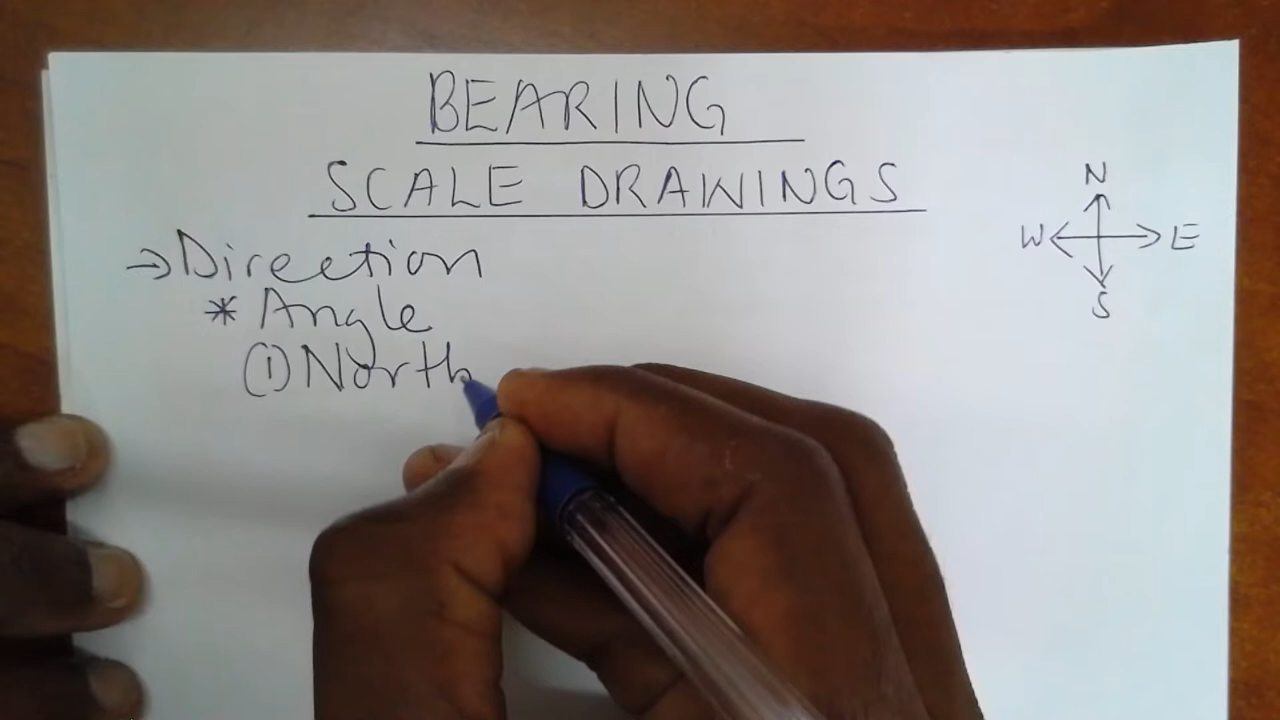 BEARING
SCALE DRAWINGS
→Direction
* Angle
① North
N
W E
S